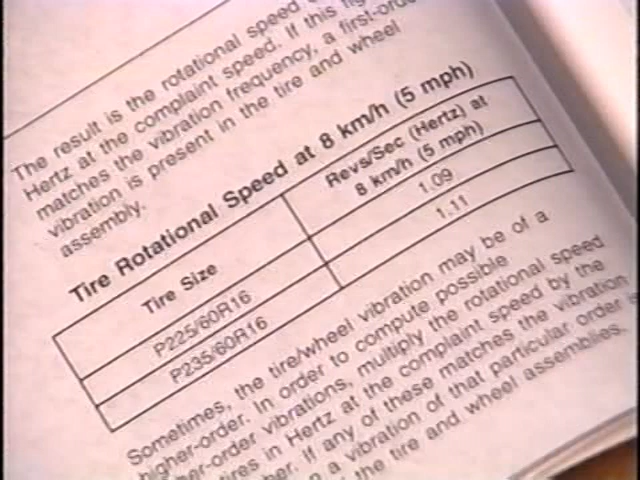 The result is the rotational speed
Hertz at the complaint speed. If this
matches the vibration frequency, a first-orde
vibration is present in the tire and wheel
assembly.
Tire Rotational Speed at 8 km/h (5 mph)
Tire Size
Revs/Sec (Hertz) at
8 km/h (5 mph)
P225/60R16 1.09
P235/60R16 1.11
Sometimes, the tire/wheel vibration may be of a
higher-order. In order to compute possible
her-order vibrations, multiply the rotational speed
tires in Hertz at the complaint speed by the
ber. If any of these matches the vibration
a vibration of that particular order is
the tire and wheel assemblies.